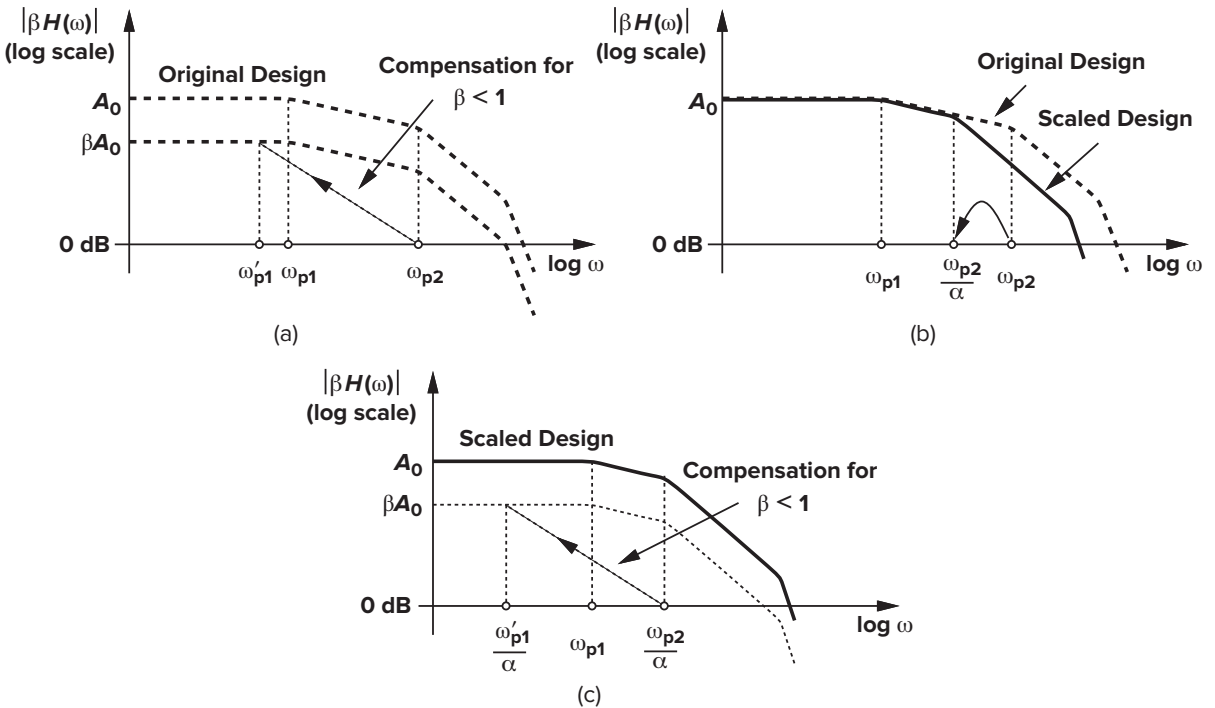 |βH(ω)|
(log scale)
Original Design
Compensation for
β < 1
A₀
βA₀
0 dB
ω′p1
ωp1
ωp2
log ω
(a)
|βH(ω)|
(log scale)
Original Design
Scaled Design
A₀
0 dB
ωp1
ωp2
α
ωp2
log ω
(b)
|βH(ω)|
(log scale)
Scaled Design
Compensation for
β < 1
A₀
βA₀
0 dB
ω′p1
α
ωp1
ωp2
α
log ω
(c)